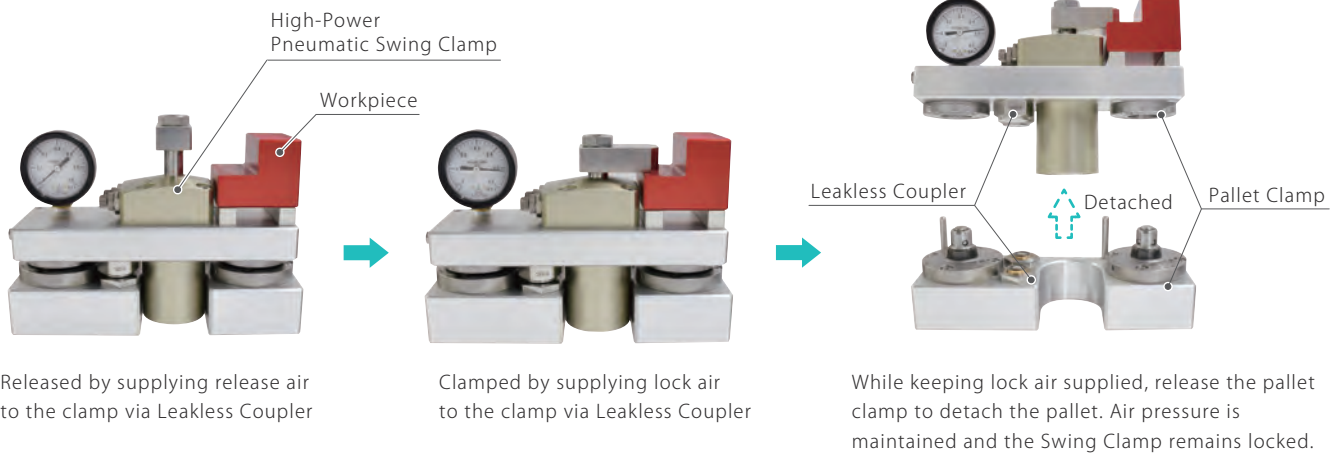 High-Power
Pneumatic Swing Clamp
Workpiece
Leakless Coupler
Detached
Pallet Clamp
Released by supplying release air
to the clamp via Leakless Coupler
Clamped by supplying lock air
to the clamp via Leakless Coupler
While keeping lock air supplied, release the pallet
clamp to detach the pallet. Air pressure is
maintained and the Swing Clamp remains locked.